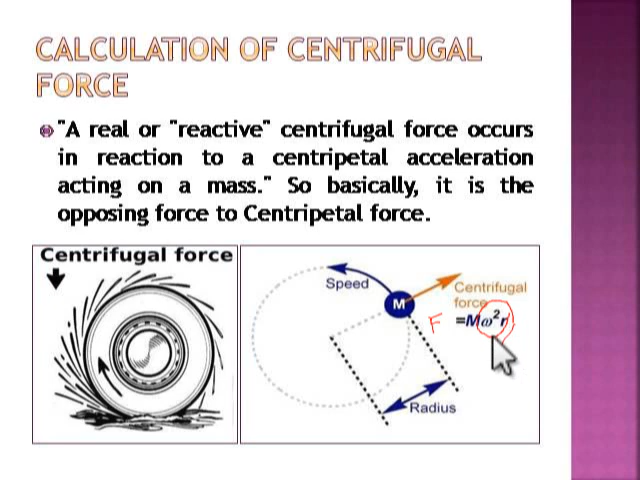 CALCULATION OF CENTRIFUGAL
FORCE
"A real or "reactive" centrifugal force occurs
in reaction to a centripetal acceleration
acting on a mass." So basically, it is the
opposing force to Centripetal force.
Centrifugal force
Speed
M
Centrifugal
force
F =Mω²r
Radius